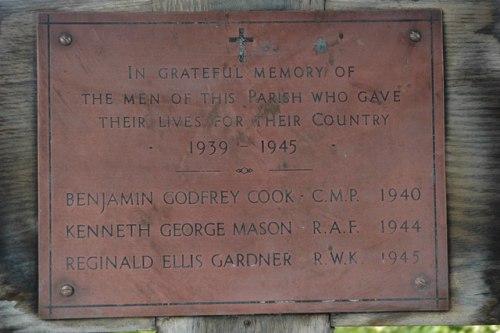 IN GRATEFUL MEMORY OF
THE MEN OF THIS PARISH WHO GAVE
THEIR LIVES FOR THEIR COUNTRY
· 1939 – 1945 ·
BENJAMIN GODFREY COOK · C.M.P. 1940
KENNETH GEORGE MASON R.A.F. 1944
REGINALD ELLIS GARDNER R.W.K. 1945